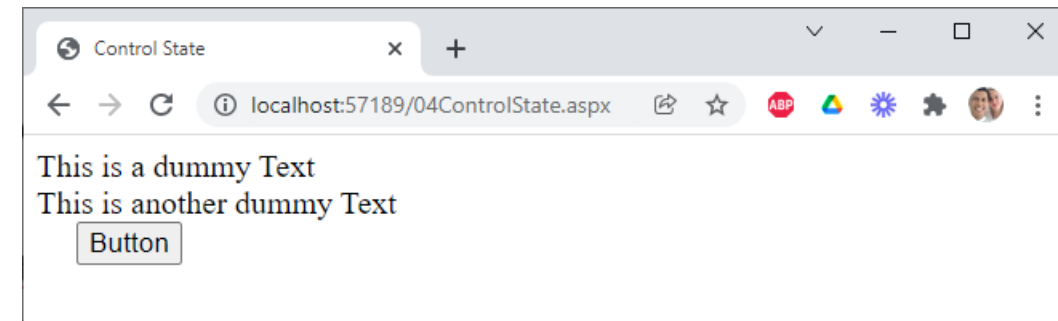 Control State
localhost:57189/04ControlState.aspx
ABP
This is a dummy Text
This is another dummy Text
Button